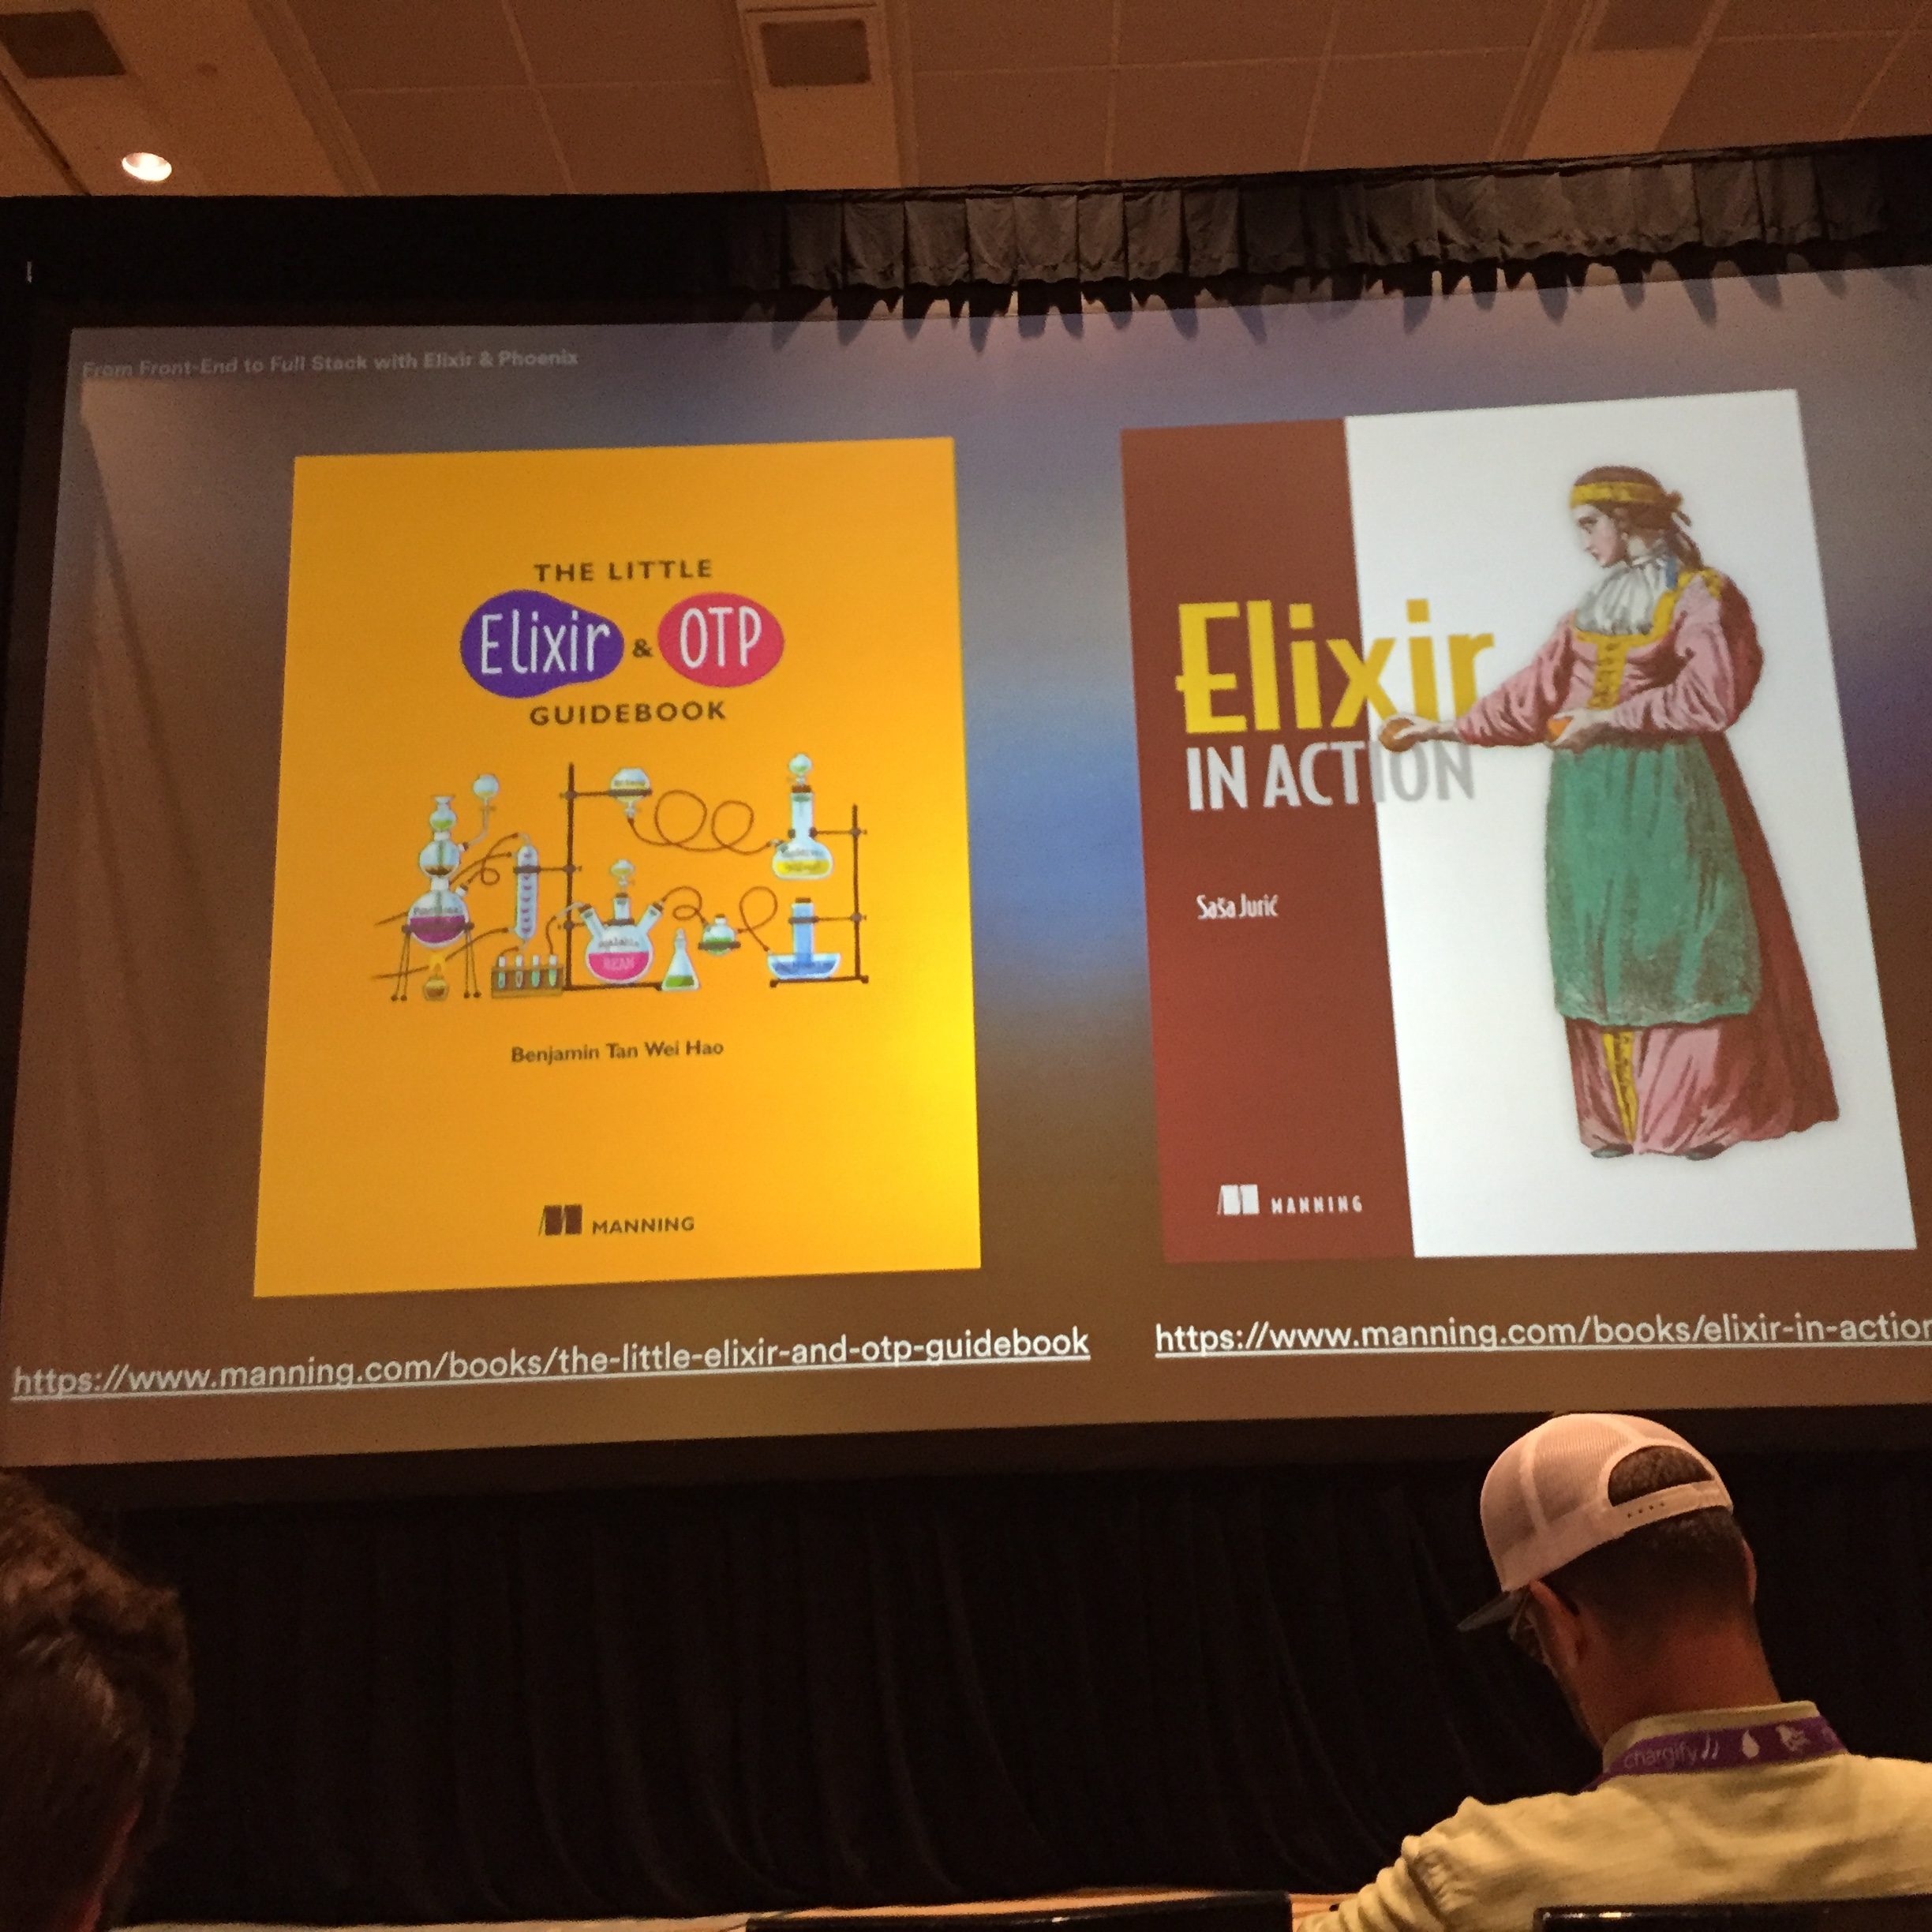 From Front-End to Full Stack with Elixir & Phoenix
THE LITTLE
Elixir & OTP
GUIDEBOOK
BEAM
Benjamin Tan Wei Hao
MANNING
https://www.manning.com/books/the-little-elixir-and-otp-guidebook
Elixir
IN ACTION
Saša Jurić
MANNING
https://www.manning.com/books/elixir-in-action
chargify